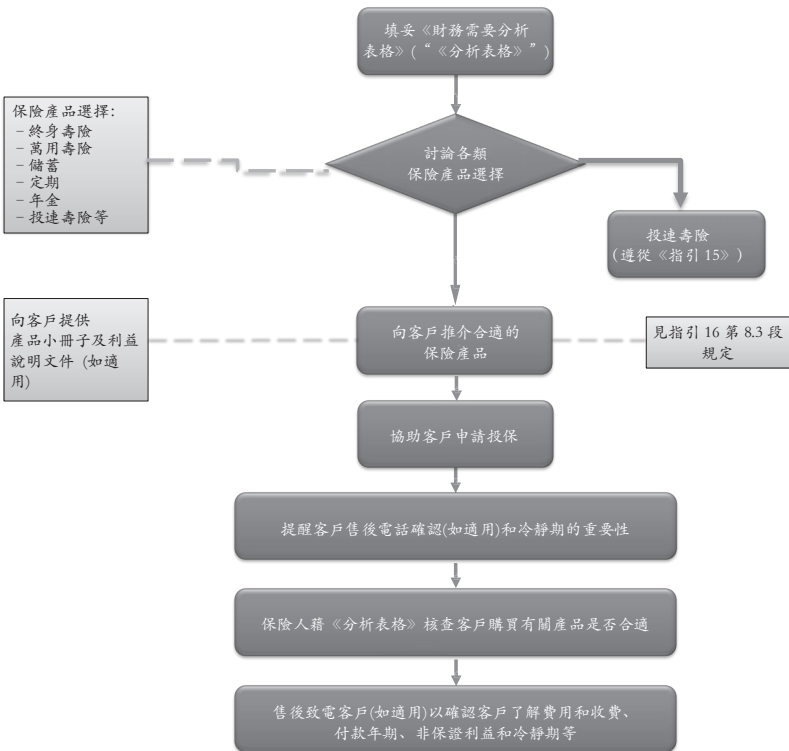 填妥《財務需要分析
表格》(“《分析表格》”)
保險產品選擇:
– 終身壽險
– 萬用壽險
– 儲蓄
– 定期
– 年金
– 投連壽險等
討論各類
保險產品選擇
投連壽險
(遵從《指引 15》)
向客戶提供
產品小冊子及利益
說明文件 (如適
用)
向客戶推介合適的
保險產品
見指引 16 第 8.3 段
規定
協助客戶申請投保
提醒客戶售後電話確認(如適用)和冷靜期的重要性
保險人藉《分析表格》核查客戶購買有關產品是否合適
售後致電客戶(如適用)以確認客戶了解費用和收費、
付款年期、非保證利益和冷靜期等